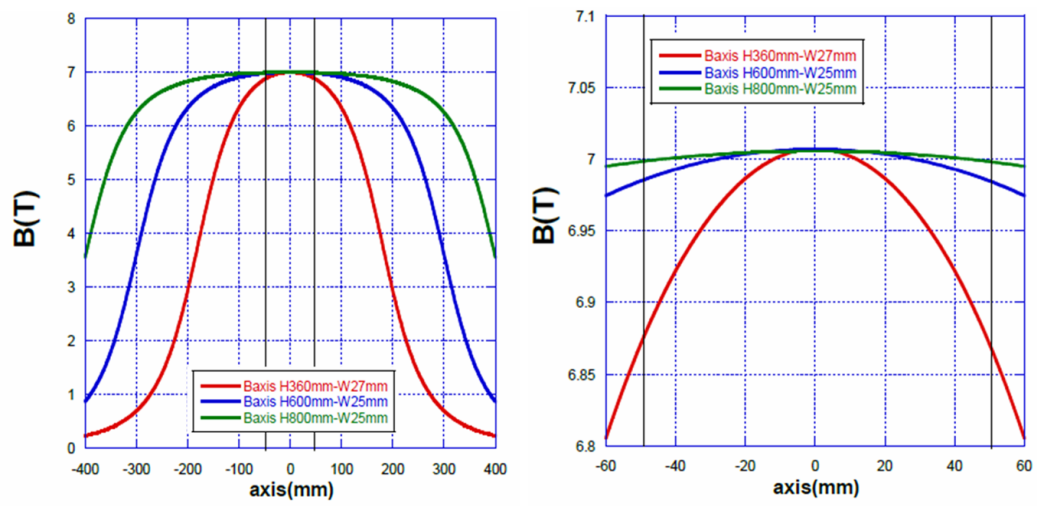 8
7
6
5
4
3
2
1
0
B(T)
Baxis H360mm-W27mm
Baxis H600mm-W25mm
Baxis H800mm-W25mm
-400 -300 -200 -100 0 100 200 300 400
axis(mm)
7.1
7.05
7
6.95
6.9
6.85
6.8
B(T)
Baxis H360mm-W27mm
Baxis H600mm-W25mm
Baxis H800mm-W25mm
-60 -40 -20 0 20 40 60
axis(mm)